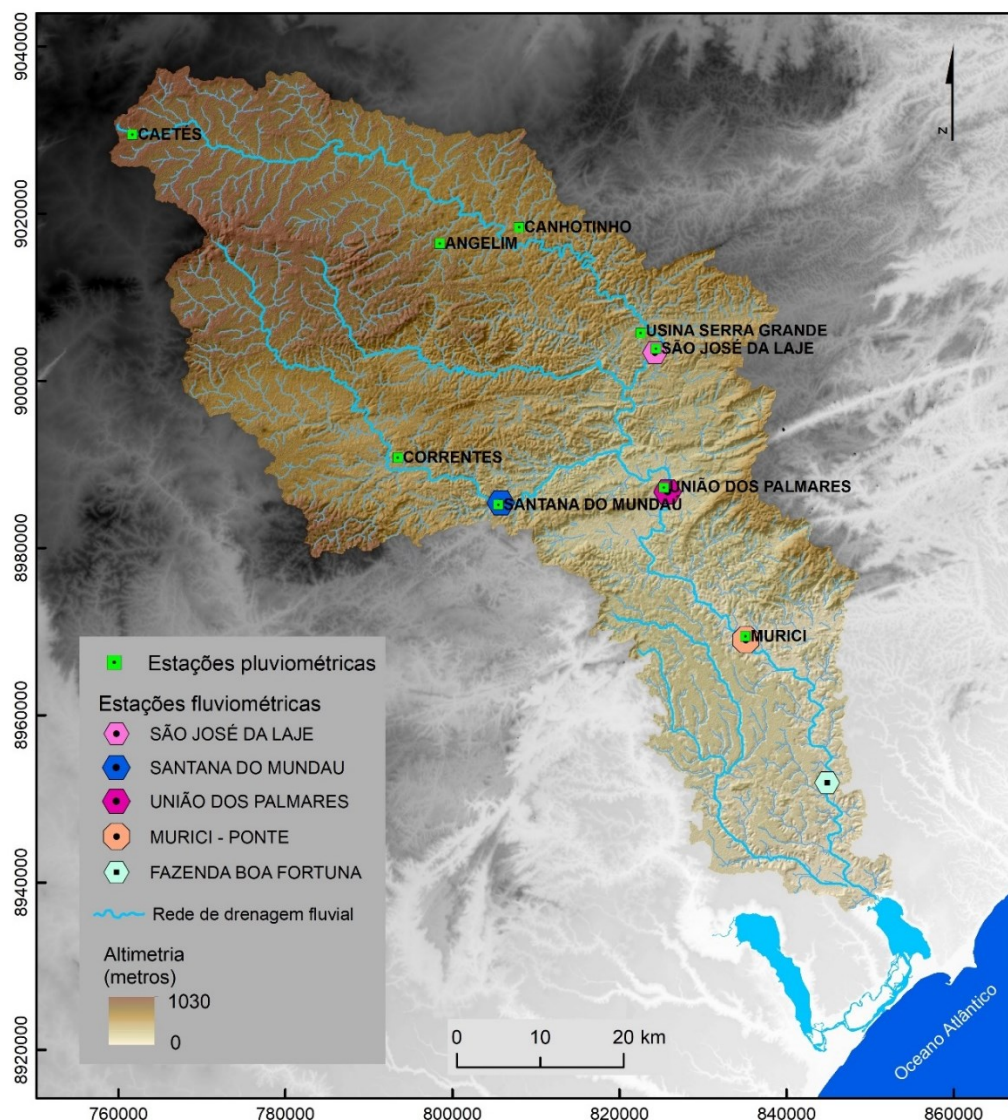 9040000
9020000
9000000
8980000
8960000
8940000
8920000
N
CAETÉS
CANHOTINHO
ANGELIM
USINA SERRA GRANDE
SÃO JOSÉ DA LAJE
CORRENTES
UNIÃO DOS PALMARES
SANTANA DO MUNDAÚ
MURICI
Estações pluviométricas
Estações fluviométricas
SÃO JOSÉ DA LAJE
SANTANA DO MUNDAU
UNIÃO DOS PALMARES
MURICI - PONTE
FAZENDA BOA FORTUNA
Rede de drenagem fluvial
Altimetria
(metros)
1030
0
0 10 20 km
Oceano Atlântico
760000 780000 800000 820000 840000 860000